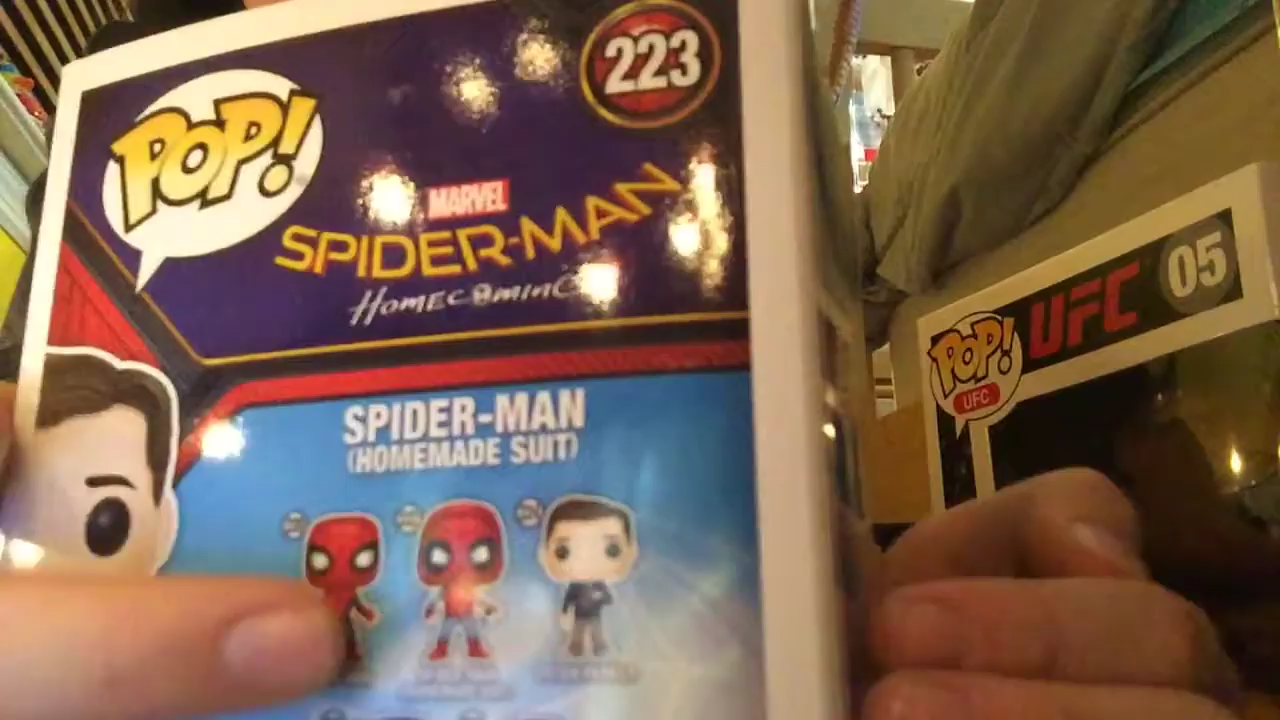 POP!
223
MARVEL
SPIDER-MAN
HOMECOMING
SPIDER-MAN
(HOMEMADE SUIT)
POP!
UFC
UFC
05